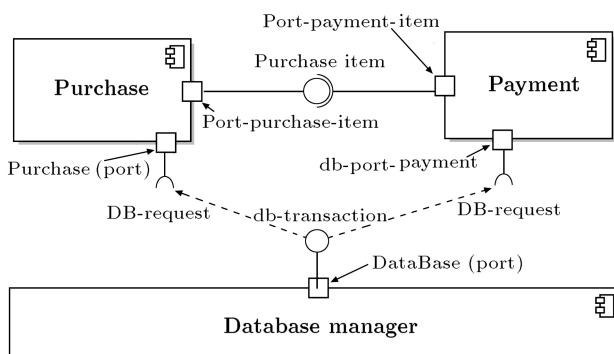 Port-payment-item
Purchase item
Purchase
Payment
Port-purchase-item
Purchase (port)
db-port-payment
DB-request
db-transaction
DB-request
DataBase (port)
Database manager